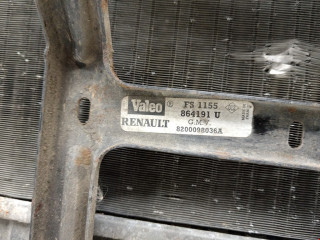 Valeo ® FS 1155
864191 U
RENAULT G.M.V.
8200098036A